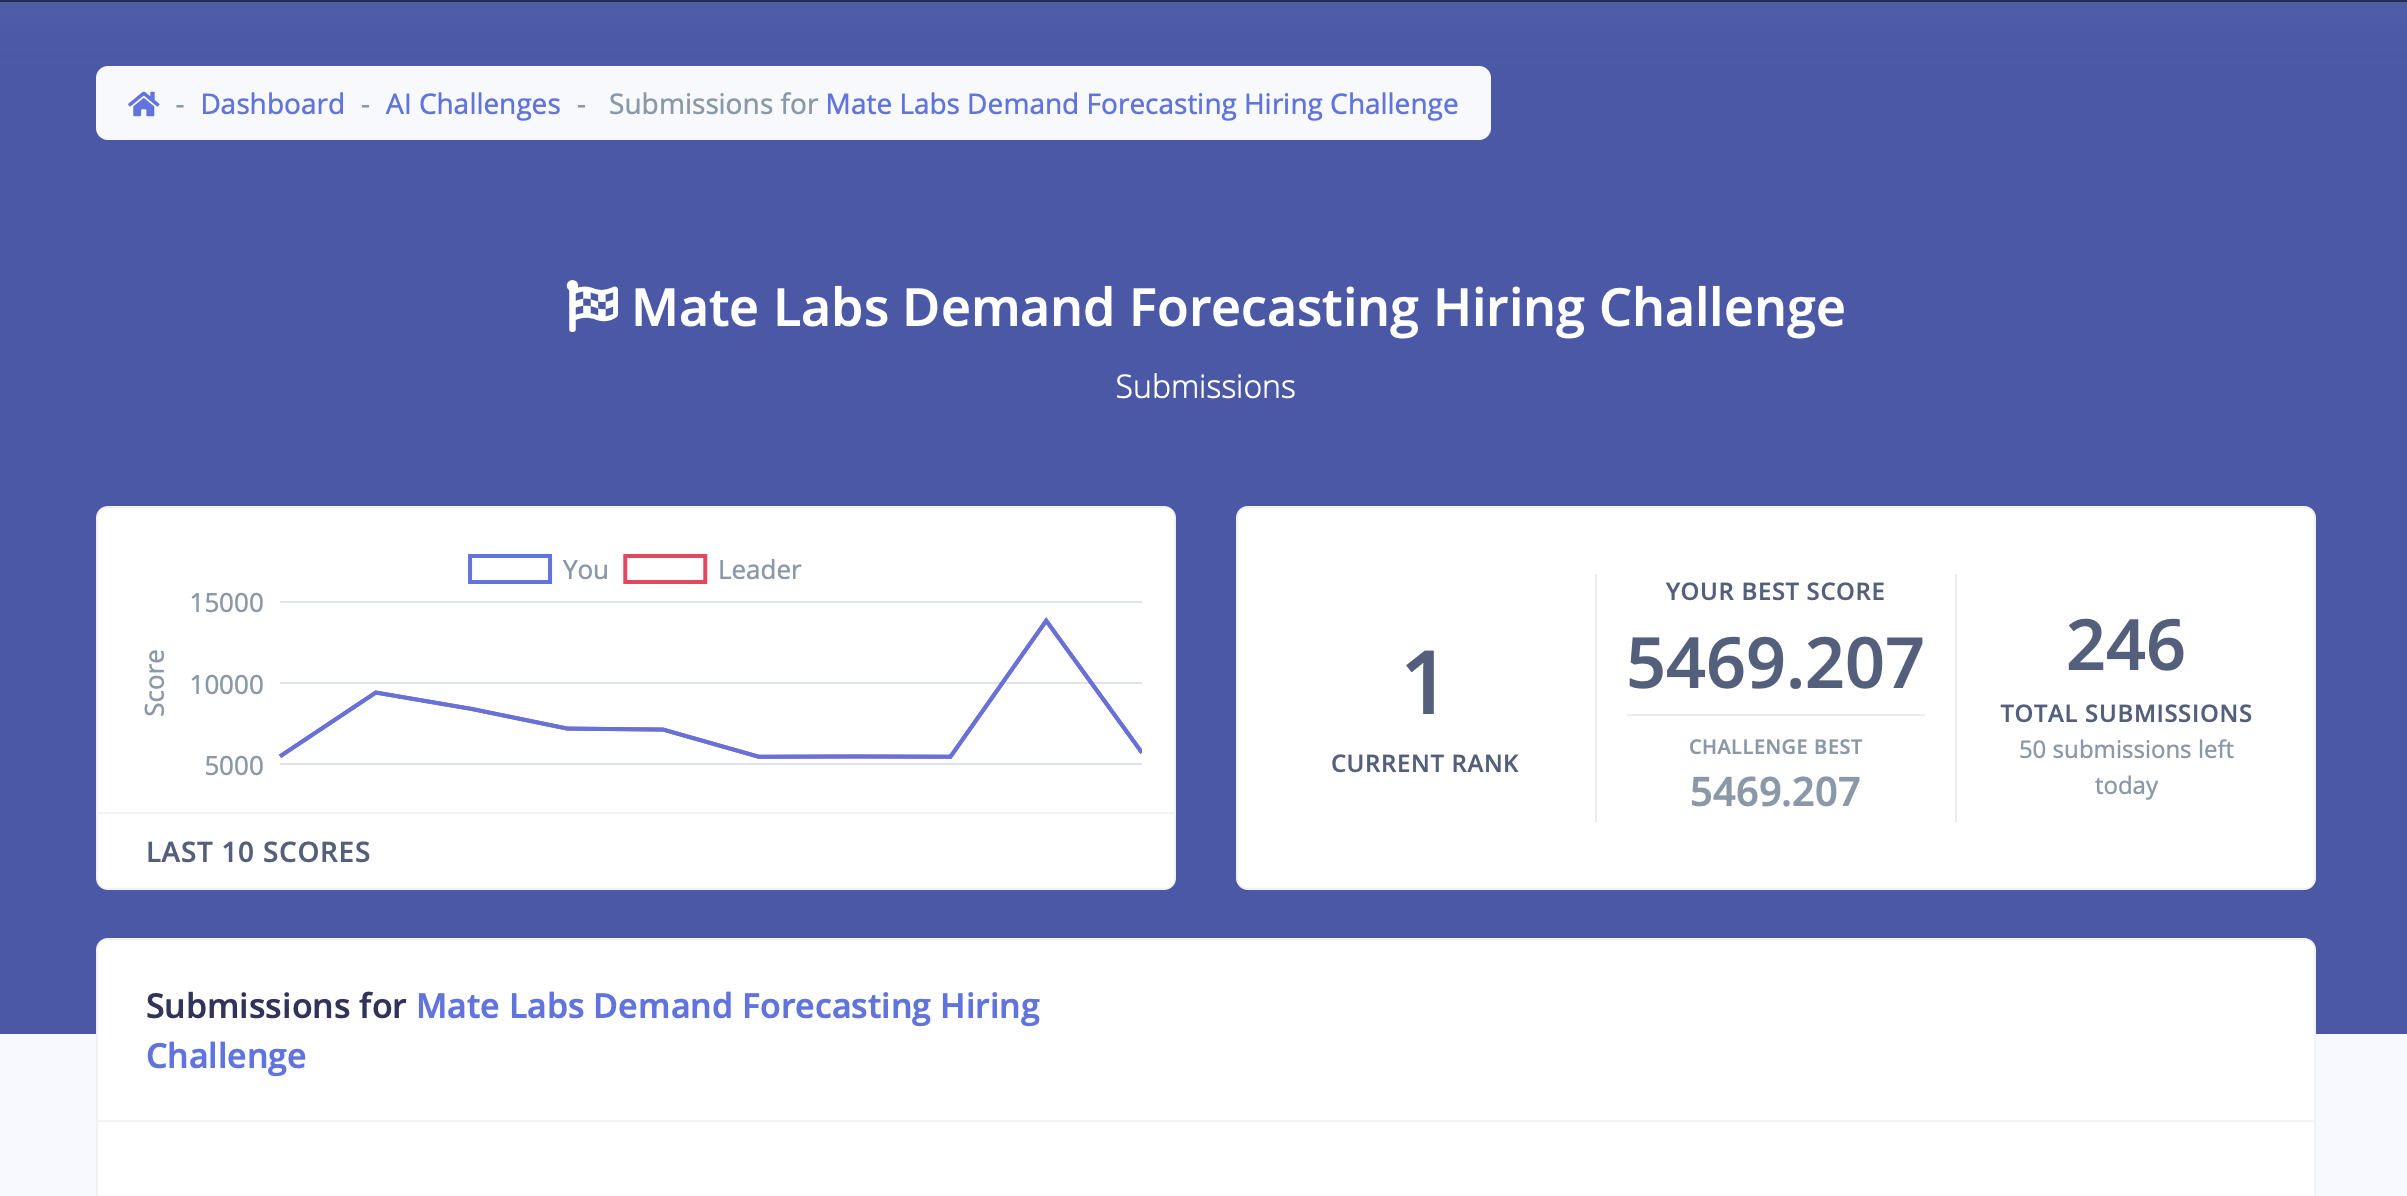 - Dashboard - AI Challenges - Submissions for Mate Labs Demand Forecasting Hiring Challenge
Mate Labs Demand Forecasting Hiring Challenge
Submissions
You Leader
15000
10000
5000
Score
LAST 10 SCORES
1
CURRENT RANK
YOUR BEST SCORE
5469.207
CHALLENGE BEST
5469.207
246
TOTAL SUBMISSIONS
50 submissions left
today
Submissions for Mate Labs Demand Forecasting Hiring
Challenge